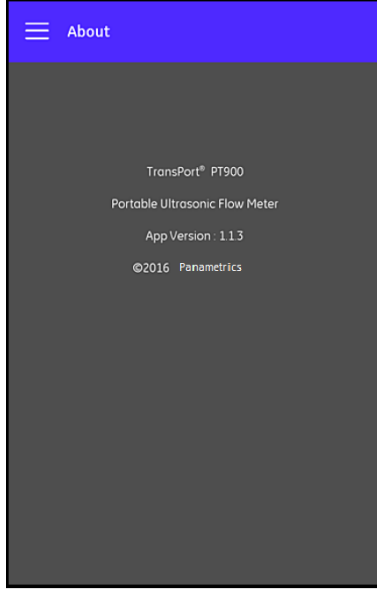 About
TransPort® PT900
Portable Ultrasonic Flow Meter
App Version : 1.1.3
©2016 Panametrics